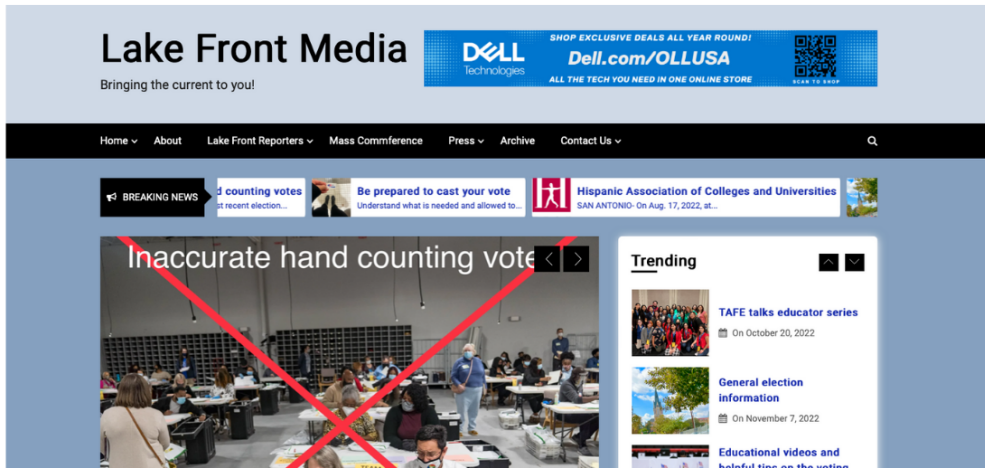 Lake Front Media
Bringing the current to you!
DELL
Technologies
SHOP EXCLUSIVE DEALS ALL YEAR ROUND!
Dell.com/OLLUSA
ALL THE TECH YOU NEED IN ONE ONLINE STORE
SCAN TO SHOP
Home About Lake Front Reporters Mass Commference Press Archive Contact Us
BREAKING NEWS
d counting votes
st recent election...
Be prepared to cast your vote
Understand what is needed and allowed to...
Hispanic Association of Colleges and Universities
SAN ANTONIO- On Aug. 17, 2022, at...
Inaccurate hand counting vote
Trending
TAFE talks educator series
On October 20, 2022
General election
information
On November 7, 2022
Educational videos and
helpful tips on the voting